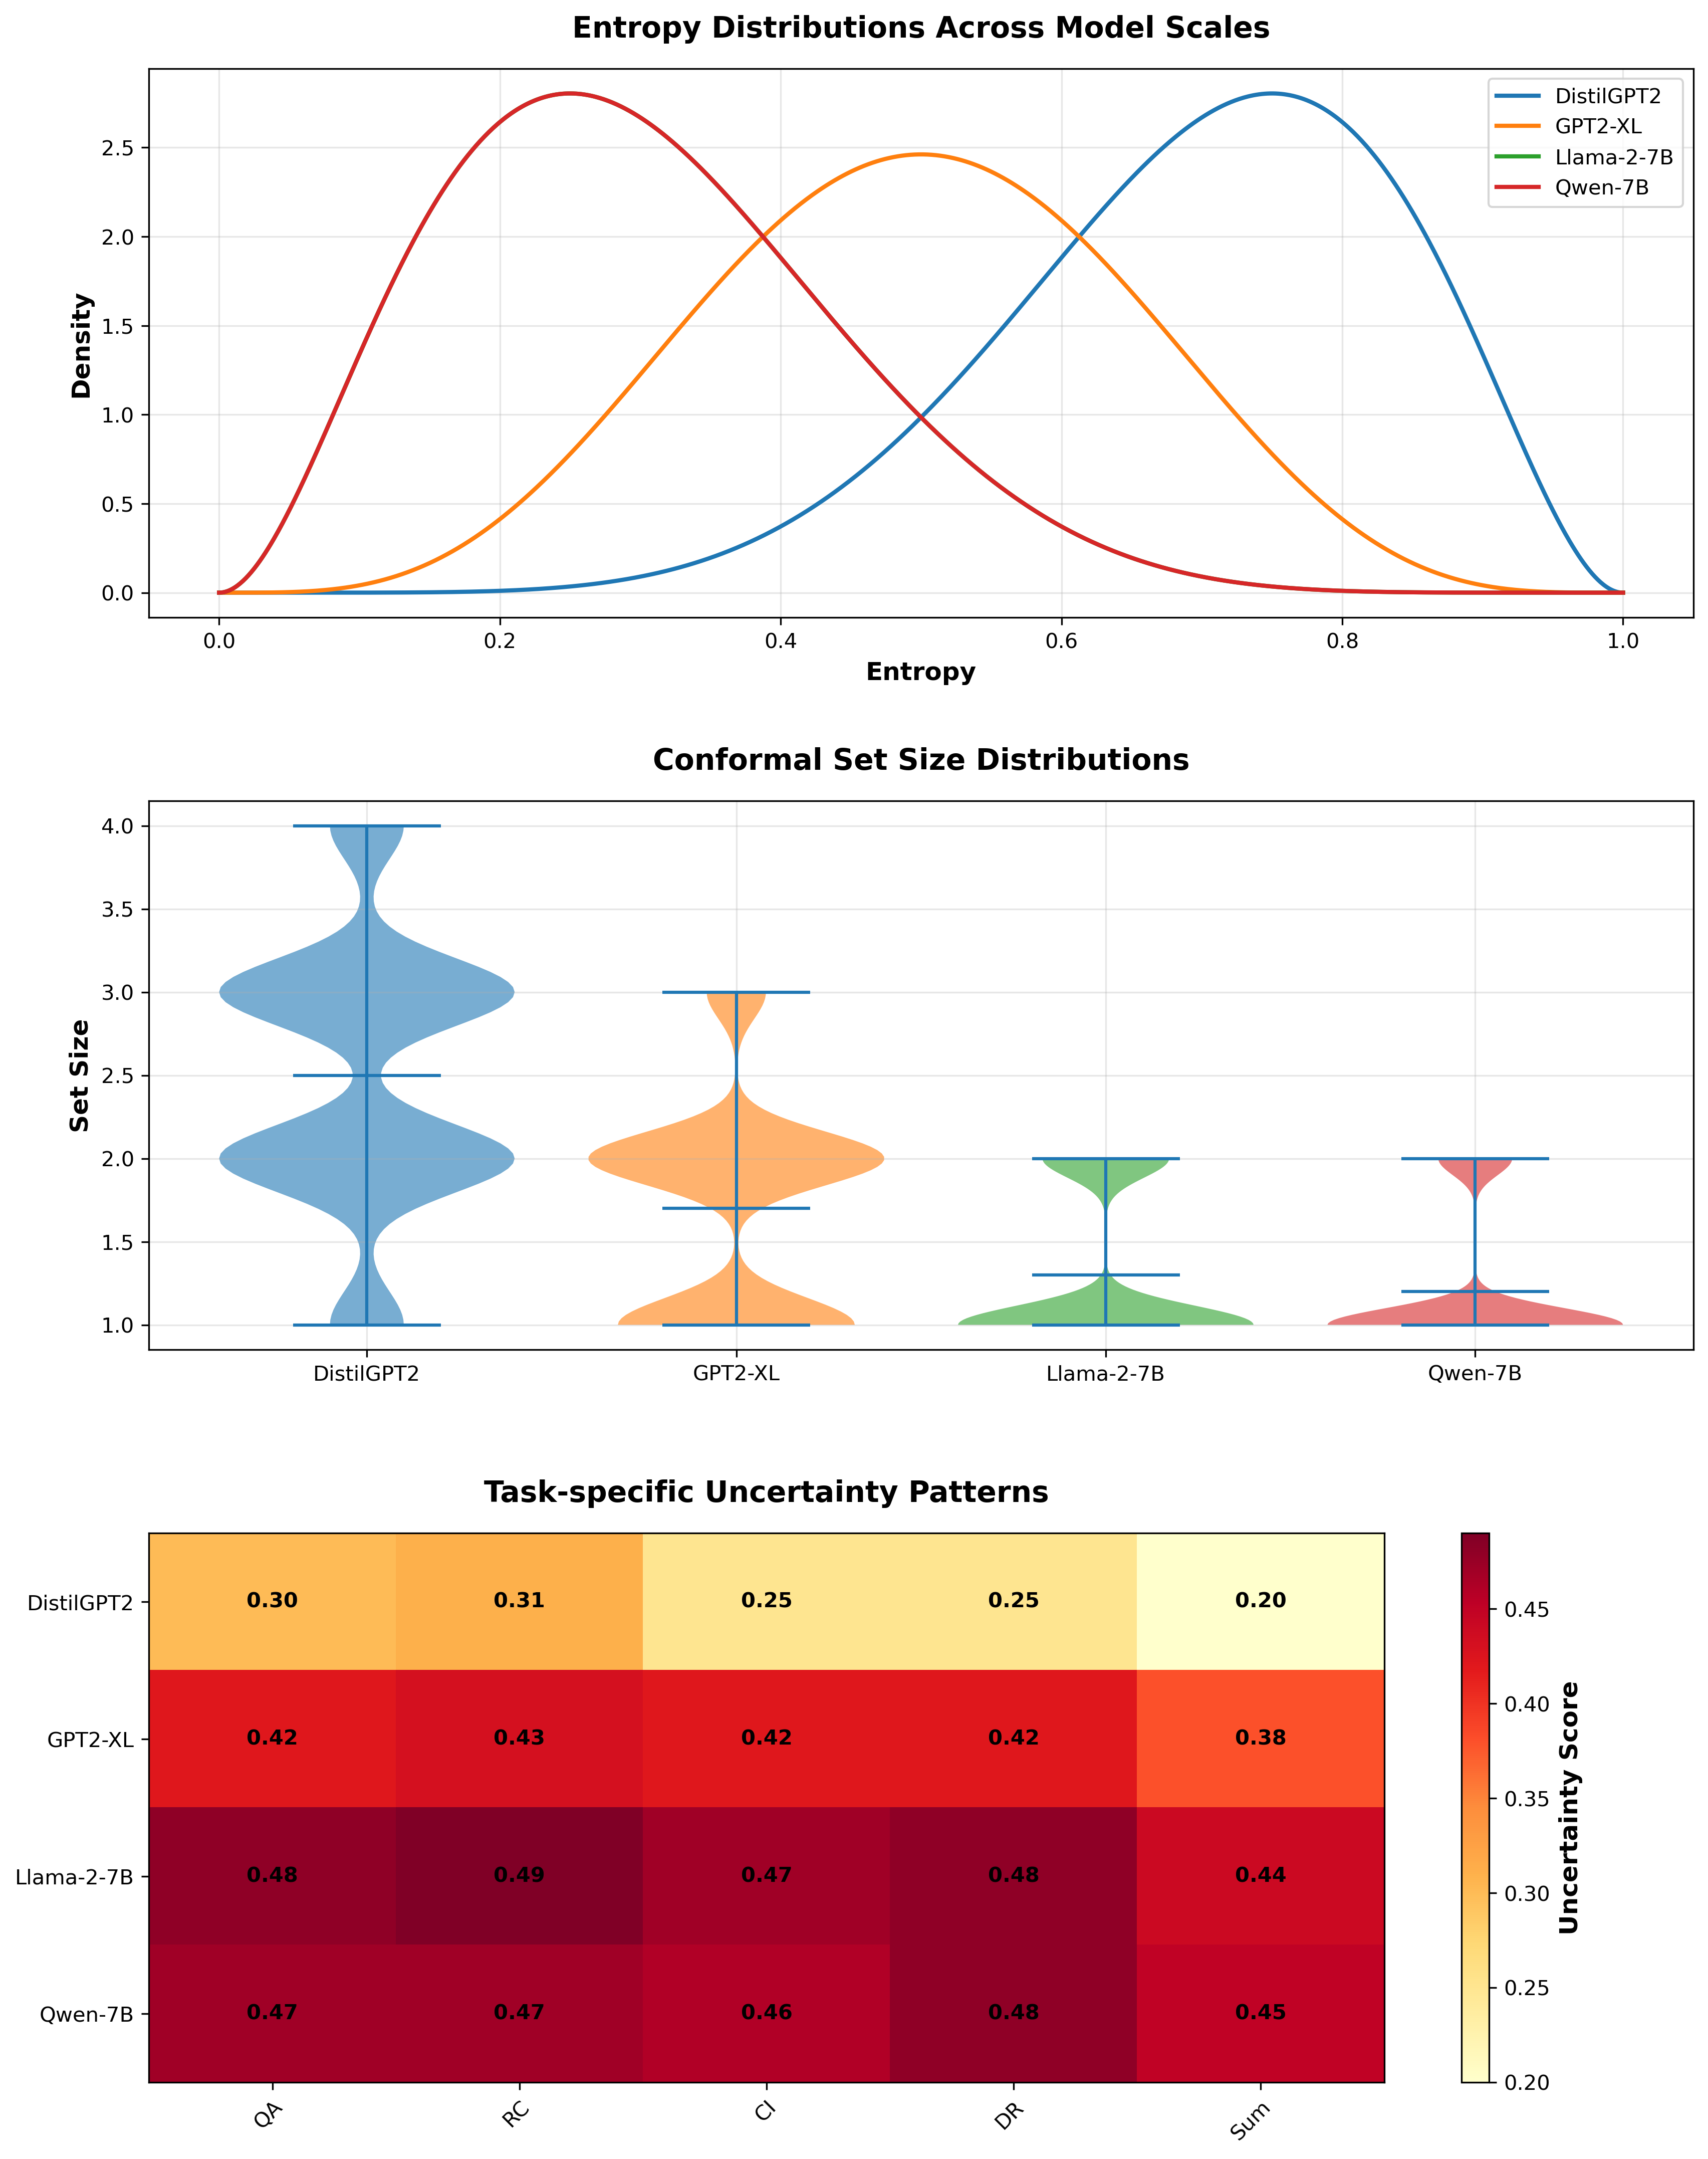 Entropy Distributions Across Model Scales
DistilGPT2
GPT2-XL
Llama-2-7B
Qwen-7B
Density
2.5
2.0
1.5
1.0
0.5
0.0
0.0 0.2 0.4 0.6 0.8 1.0
Entropy
Conformal Set Size Distributions
Set Size
4.0
3.5
3.0
2.5
2.0
1.5
1.0
DistilGPT2 GPT2-XL Llama-2-7B Qwen-7B
Task-specific Uncertainty Patterns
DistilGPT2 0.30 0.31 0.25 0.25 0.20
GPT2-XL 0.42 0.43 0.42 0.42 0.38
Llama-2-7B 0.48 0.49 0.47 0.48 0.44
Qwen-7B 0.47 0.47 0.46 0.48 0.45
QA RC CI DR Sum
0.45
0.40
0.35
0.30
0.25
0.20
Uncertainty Score